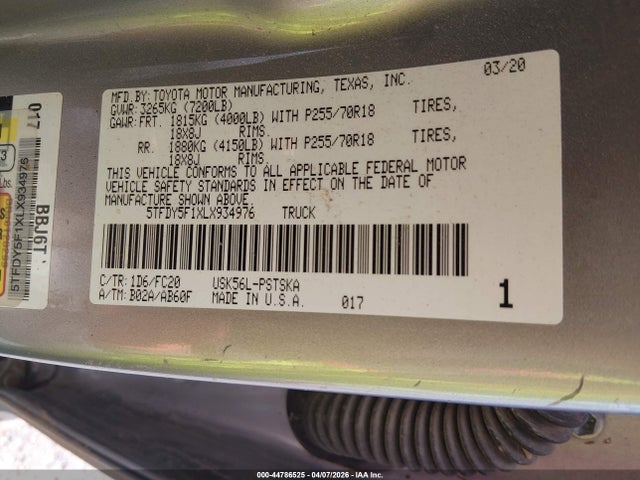 MFD.BY: TOYOTA MOTOR MANUFACTURING, TEXAS, INC. 03/20
GVWR: 3265KG (7200LB)
GAWR: FRT. 1815KG (4000LB) WITH P255/70R18 TIRES,
18X8J RIMS.
RR. 1880KG (4150LB) WITH P255/70R18 TIRES,
18X8J RIMS.
THIS VEHICLE CONFORMS TO ALL APPLICABLE FEDERAL MOTOR
VEHICLE SAFETY STANDARDS IN EFFECT ON THE DATE OF
MANUFACTURE SHOWN ABOVE.
5TFDY5F1XLX934976 TRUCK
C/TR: 1D6/FC20 USK56L-PSTSKA
A/TM: B02A/AB60F MADE IN U.S.A. 017 1
017
BBJGT
5TFDY5F1XLX934976
Lbs.
000-44786525 - 04/07/2026 - IAA Inc.